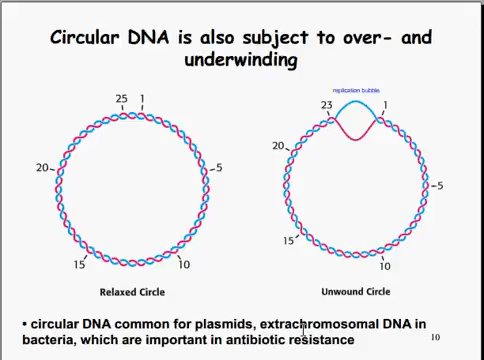 Circular DNA is also subject to over- and
underwinding
replication bubble
25 1
23 1
20
5
20
5
15
10
15
10
Relaxed Circle
Unwound Circle
• circular DNA common for plasmids, extrachromosomal DNA in
bacteria, which are important in antibiotic resistance
10